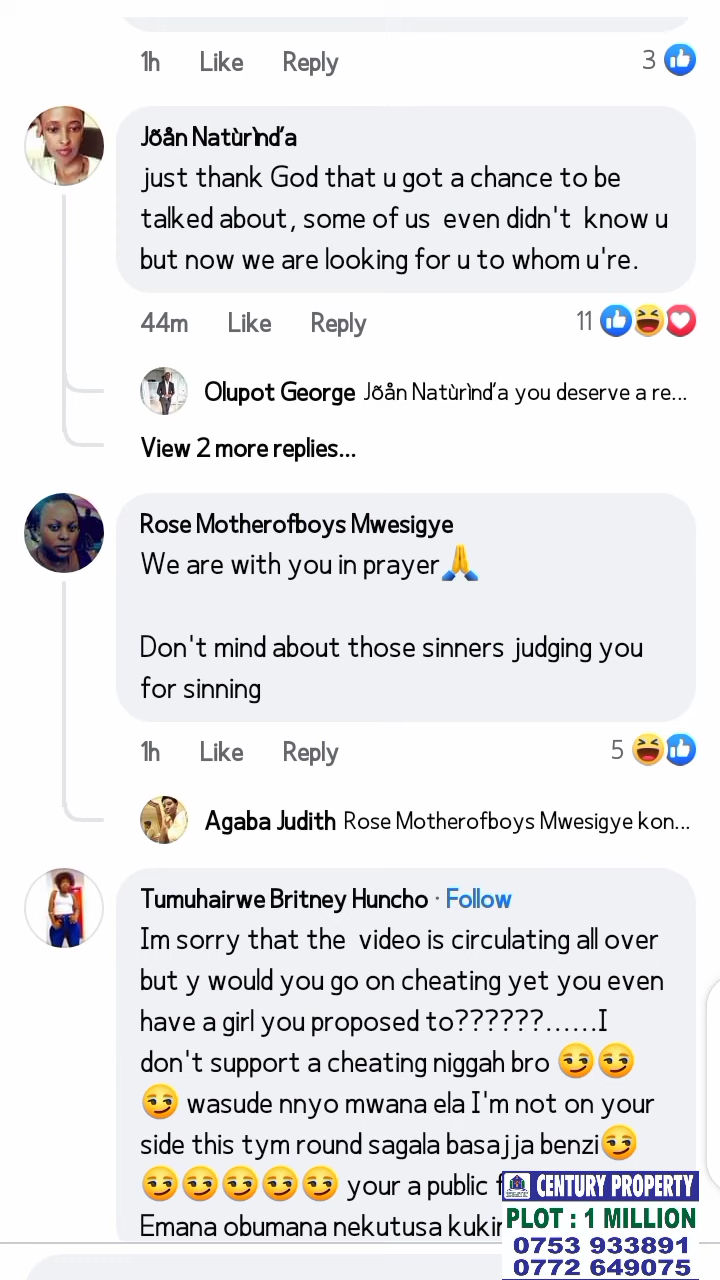 1h Like Reply 3
Jõån Natùrìnď'a
just thank God that u got a chance to be
talked about, some of us even didn't know u
but now we are looking for u to whom u're.
44m Like Reply 11
Olupot George Jõån Natùrìnď'a you deserve a re...
View 2 more replies...
Rose Motherofboys Mwesigye
We are with you in prayer🙏
Don't mind about those sinners judging you
for sinning
1h Like Reply 5
Agaba Judith Rose Motherofboys Mwesigye kon...
Tumuhairwe Britney Huncho · Follow
Im sorry that the video is circulating all over
but y would you go on cheating yet you even
have a girl you proposed to??????......I
don't support a cheating niggah bro 😏😏
😏 wasude nnyo mwana ela I'm not on your
side this tym round sagala basajja benzi😏
😏😏😏😏😏 your a public
Emana obumana nekutusa
CENTURY PROPERTY
PLOT : 1 MILLION
0753 933891
0772 649075